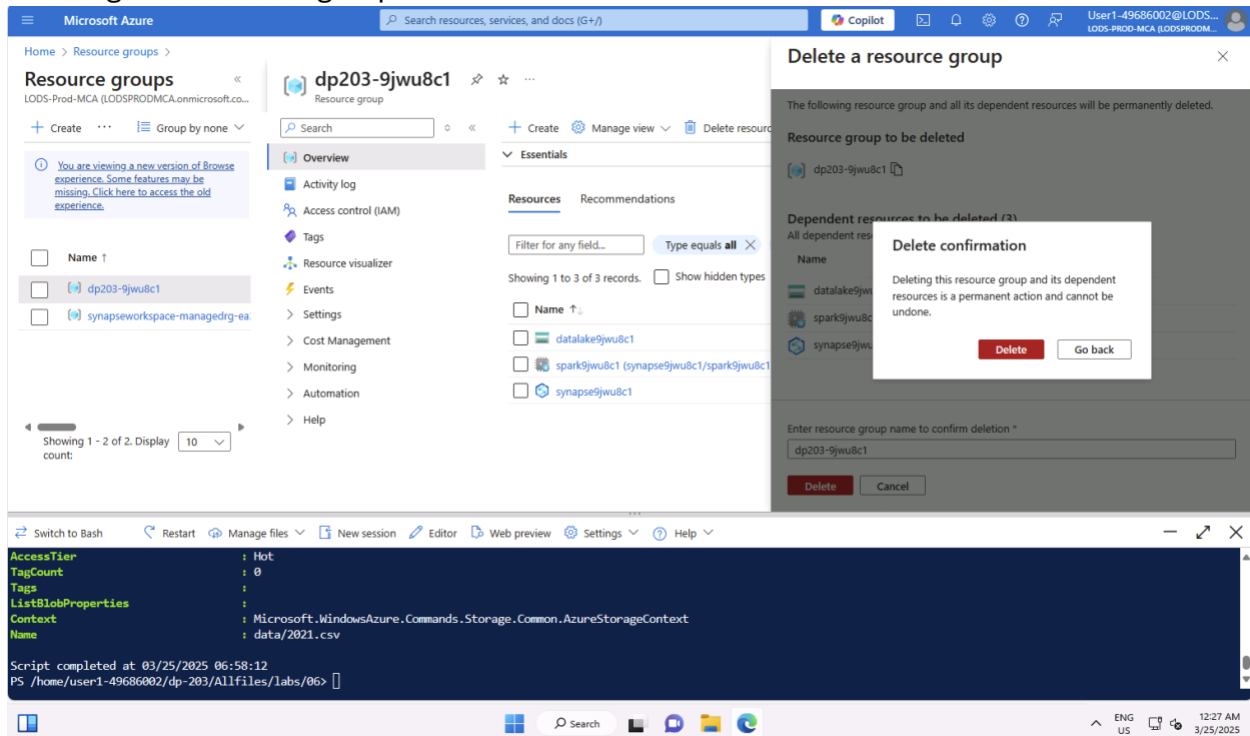 Microsoft Azure
Search resources, services, and docs (G+/)
Copilot
User1-49686002@LODS...
LODS-PROD-MCA (LODSPRODM...
Home > Resource groups >
Resource groups
LODS-Prod-MCA (LODSPRODMCA.onmicrosoft.co...
+ Create ··· Group by none
You are viewing a new version of Browse
experience. Some features may be
missing. Click here to access the old
experience.
Name ↑
dp203-9jwu8c1
synapseworkspace-managedrg-ea
Showing 1 - 2 of 2. Display 10
count:
dp203-9jwu8c1
Resource group
Search
Overview
Activity log
Access control (IAM)
Tags
Resource visualizer
Events
Settings
Cost Management
Monitoring
Automation
Help
+ Create Manage view Delete resourc
Essentials
Resources Recommendations
Filter for any field... Type equals all
Showing 1 to 3 of 3 records. Show hidden types
Name ↑↓
datalake9jwu8c1
spark9jwu8c1 (synapse9jwu8c1/spark9jwu8c1
synapse9jwu8c1
Delete a resource group
The following resource group and all its dependent resources will be permanently deleted.
Resource group to be deleted
dp203-9jwu8c1
Dependent resources to be deleted (3)
All dependent res
Name
datalake9jw
spark9jwu8c
synapse9jwu
Delete confirmation
Deleting this resource group and its dependent
resources is a permanent action and cannot be
undone.
Delete Go back
Enter resource group name to confirm deletion *
dp203-9jwu8c1
Delete Cancel
Switch to Bash Restart Manage files New session Editor Web preview Settings Help
AccessTier : Hot
TagCount : 0
Tags :
ListBlobProperties :
Context : Microsoft.WindowsAzure.Commands.Storage.Common.AzureStorageContext
Name : data/2021.csv
Script completed at 03/25/2025 06:58:12
PS /home/user1-49686002/dp-203/Allfiles/labs/06>
Search
ENG
US
12:27 AM
3/25/2025